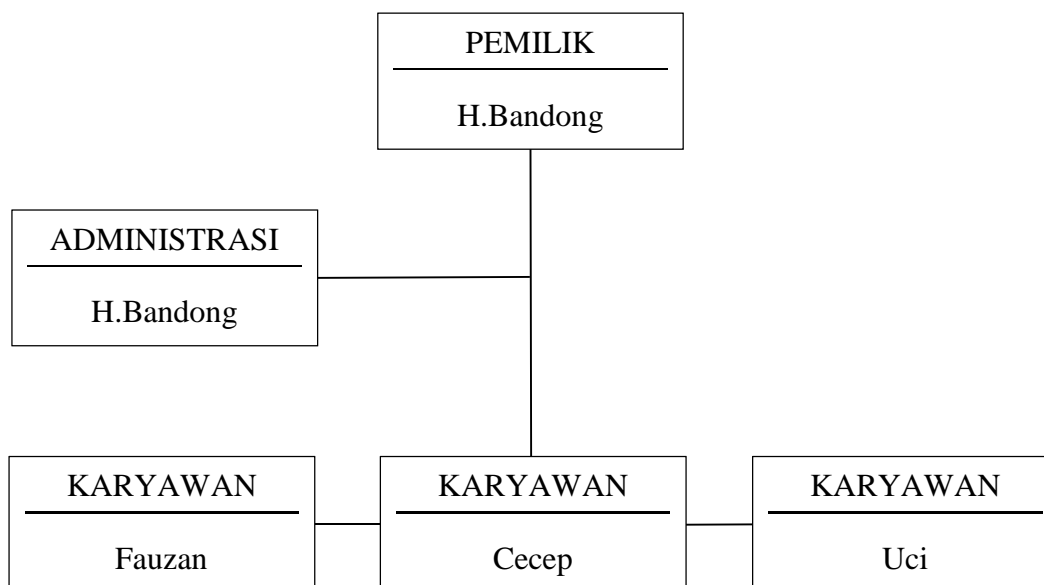 PEMILIK
H.Bandong
ADMINISTRASI
H.Bandong
KARYAWAN
Fauzan
KARYAWAN
Cecep
KARYAWAN
Uci